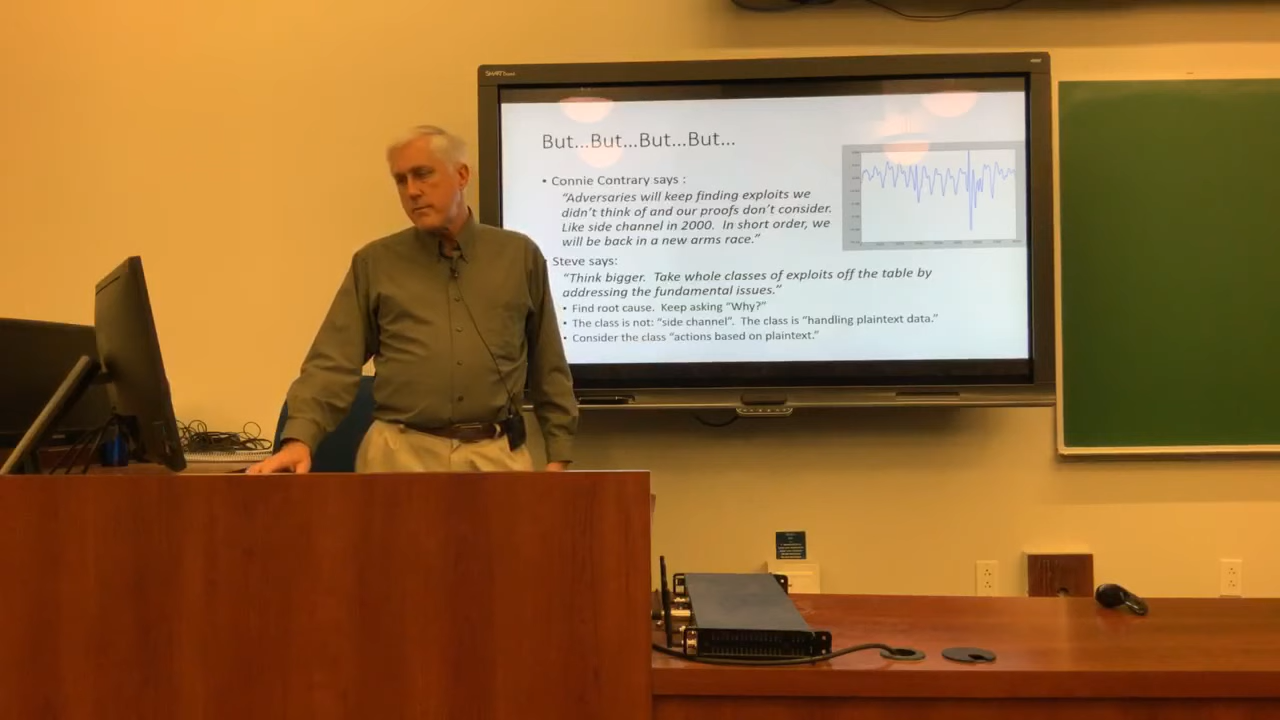 SMART Board
But...But...But...But...
• Connie Contrary says :
“Adversaries will keep finding exploits we
didn’t think of and our proofs don’t consider.
Like side channel in 2000. In short order, we
will be back in a new arms race.”
• Steve says:
“Think bigger. Take whole classes of exploits off the table by
addressing the fundamental issues.”
• Find root cause. Keep asking “Why?”
• The class is not: “side channel”. The class is “handling plaintext data.”
• Consider the class “actions based on plaintext.”